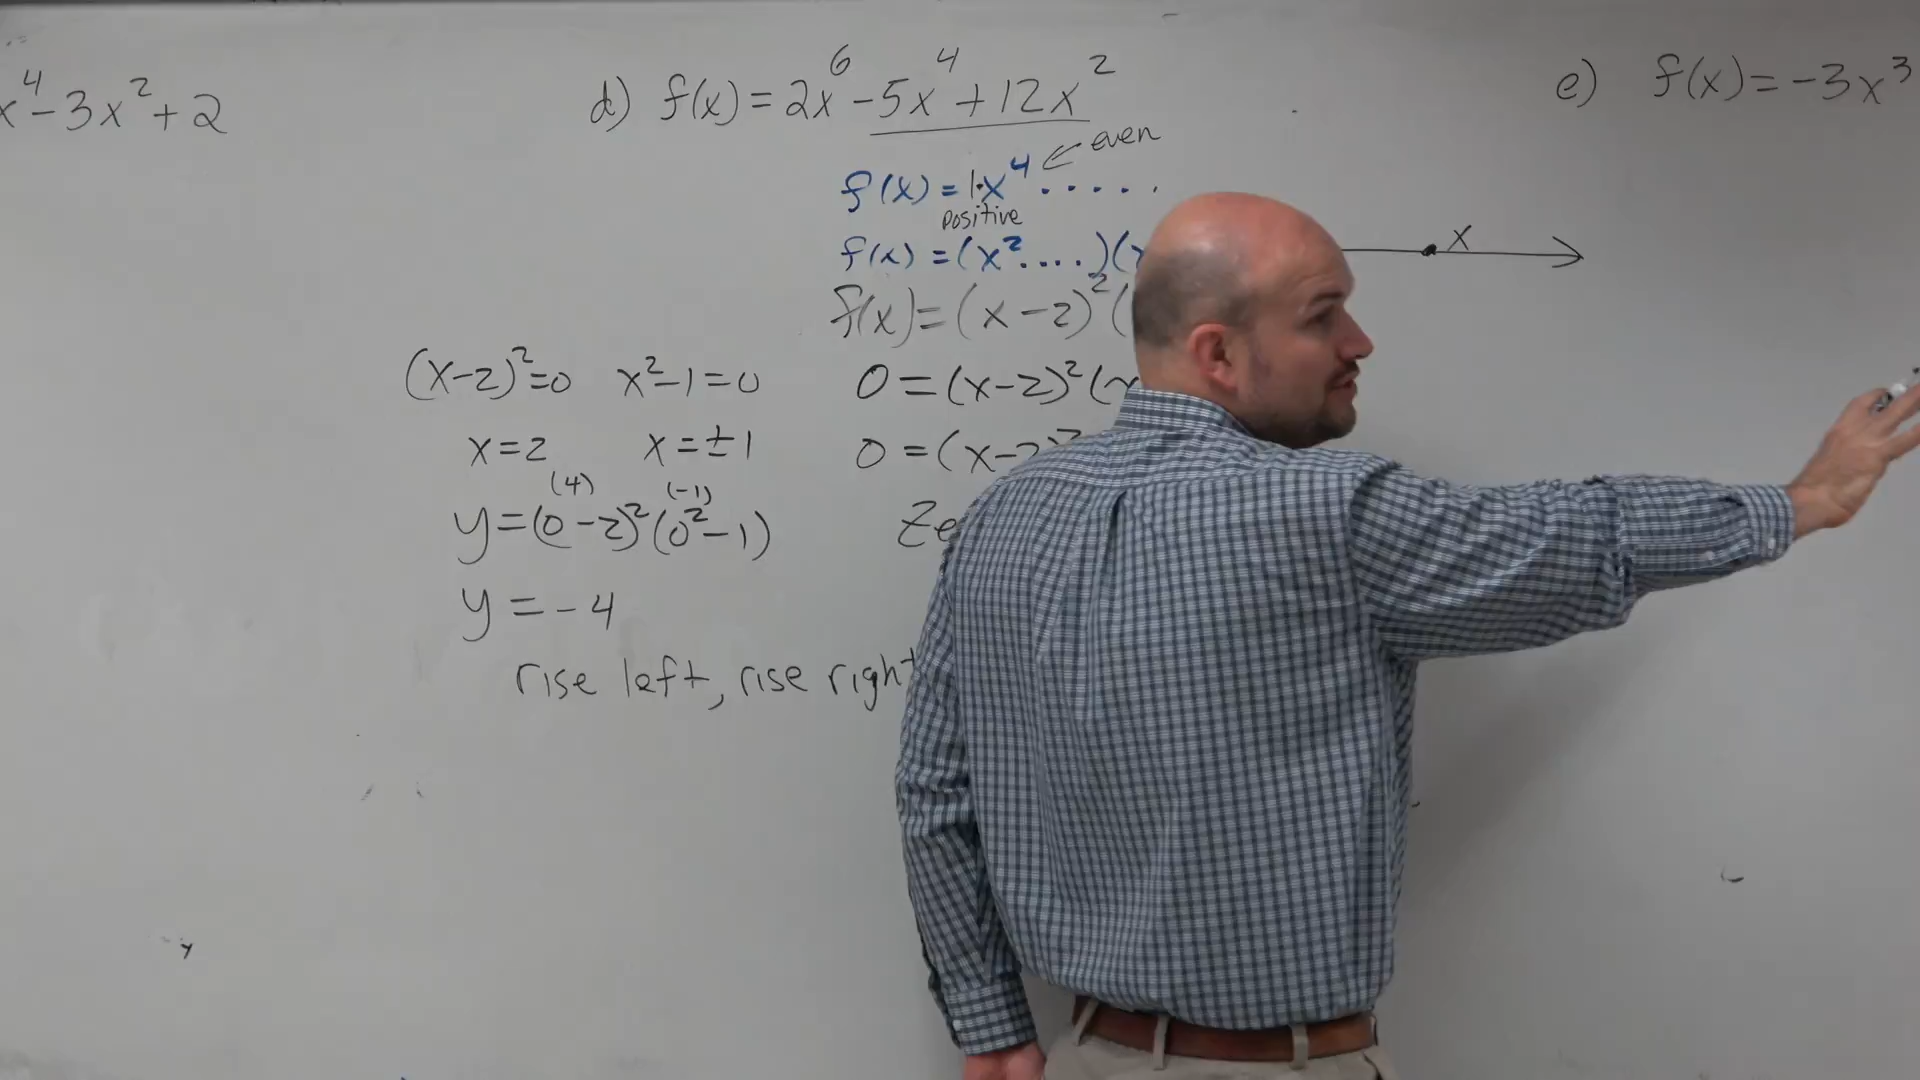 x⁴-3x²+2
d) f(x) = 2x⁶-5x⁴+12x²
e) f(x) = -3x³
even
f(x) = 1·x⁴ . . . . .
positive
f(x) = (x² . . . .)(
x
f(x) = (x-2)²(
(x-2)²=0 x²-1=0
0 = (x-2)²(
x=2 x=±1
0 = (x-2)²
(4) (-1)
y=(0-2)²(0²-1)
y = -4
rise left, rise right